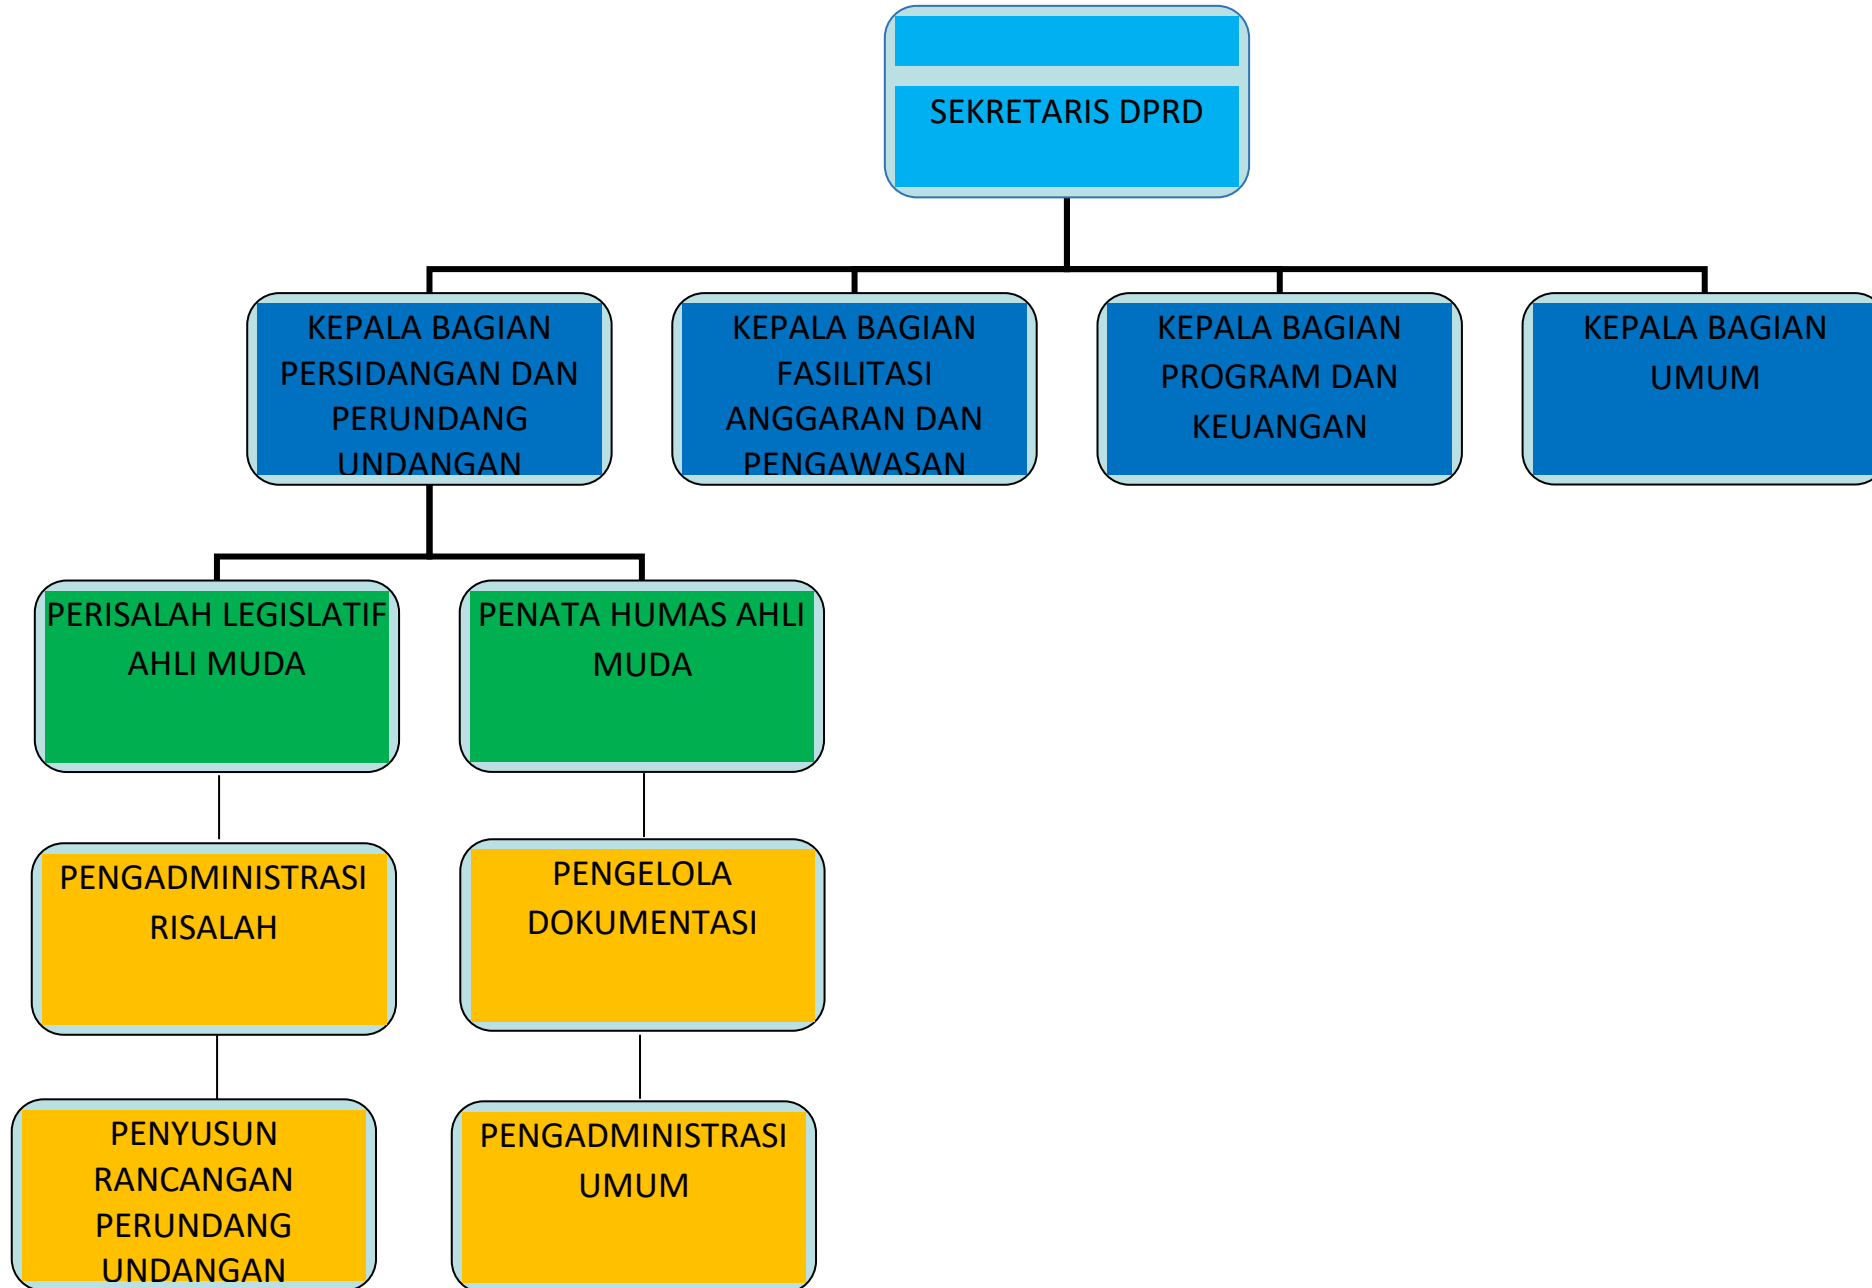 SEKRETARIS DPRD
KEPALA BAGIAN
PERSIDANGAN DAN
PERUNDANG
UNDANGAN
KEPALA BAGIAN
FASILITASI
ANGGARAN DAN
PENGAWASAN
KEPALA BAGIAN
PROGRAM DAN
KEUANGAN
KEPALA BAGIAN
UMUM
PERISALAH LEGISLATIF
AHLI MUDA
PENATA HUMAS AHLI
MUDA
PENGADMINISTRASI
RISALAH
PENGELOLA
DOKUMENTASI
PENYUSUN
RANCANGAN
PERUNDANG
UNDANGAN
PENGADMINISTRASI
UMUM